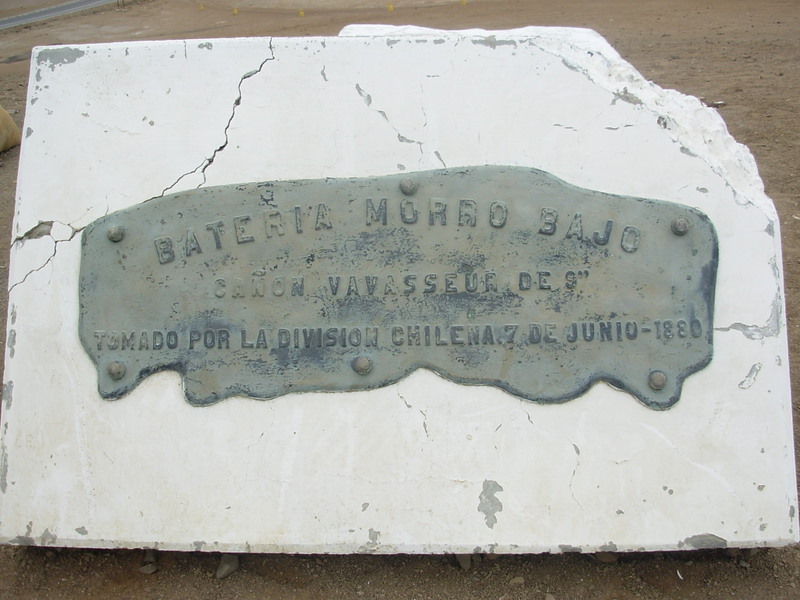 BATERIA MORRO BAJO
CAÑON VAVASSEUR DE 9"
TOMADO POR LA DIVISION CHILENA. 7 DE JUNIO-1880